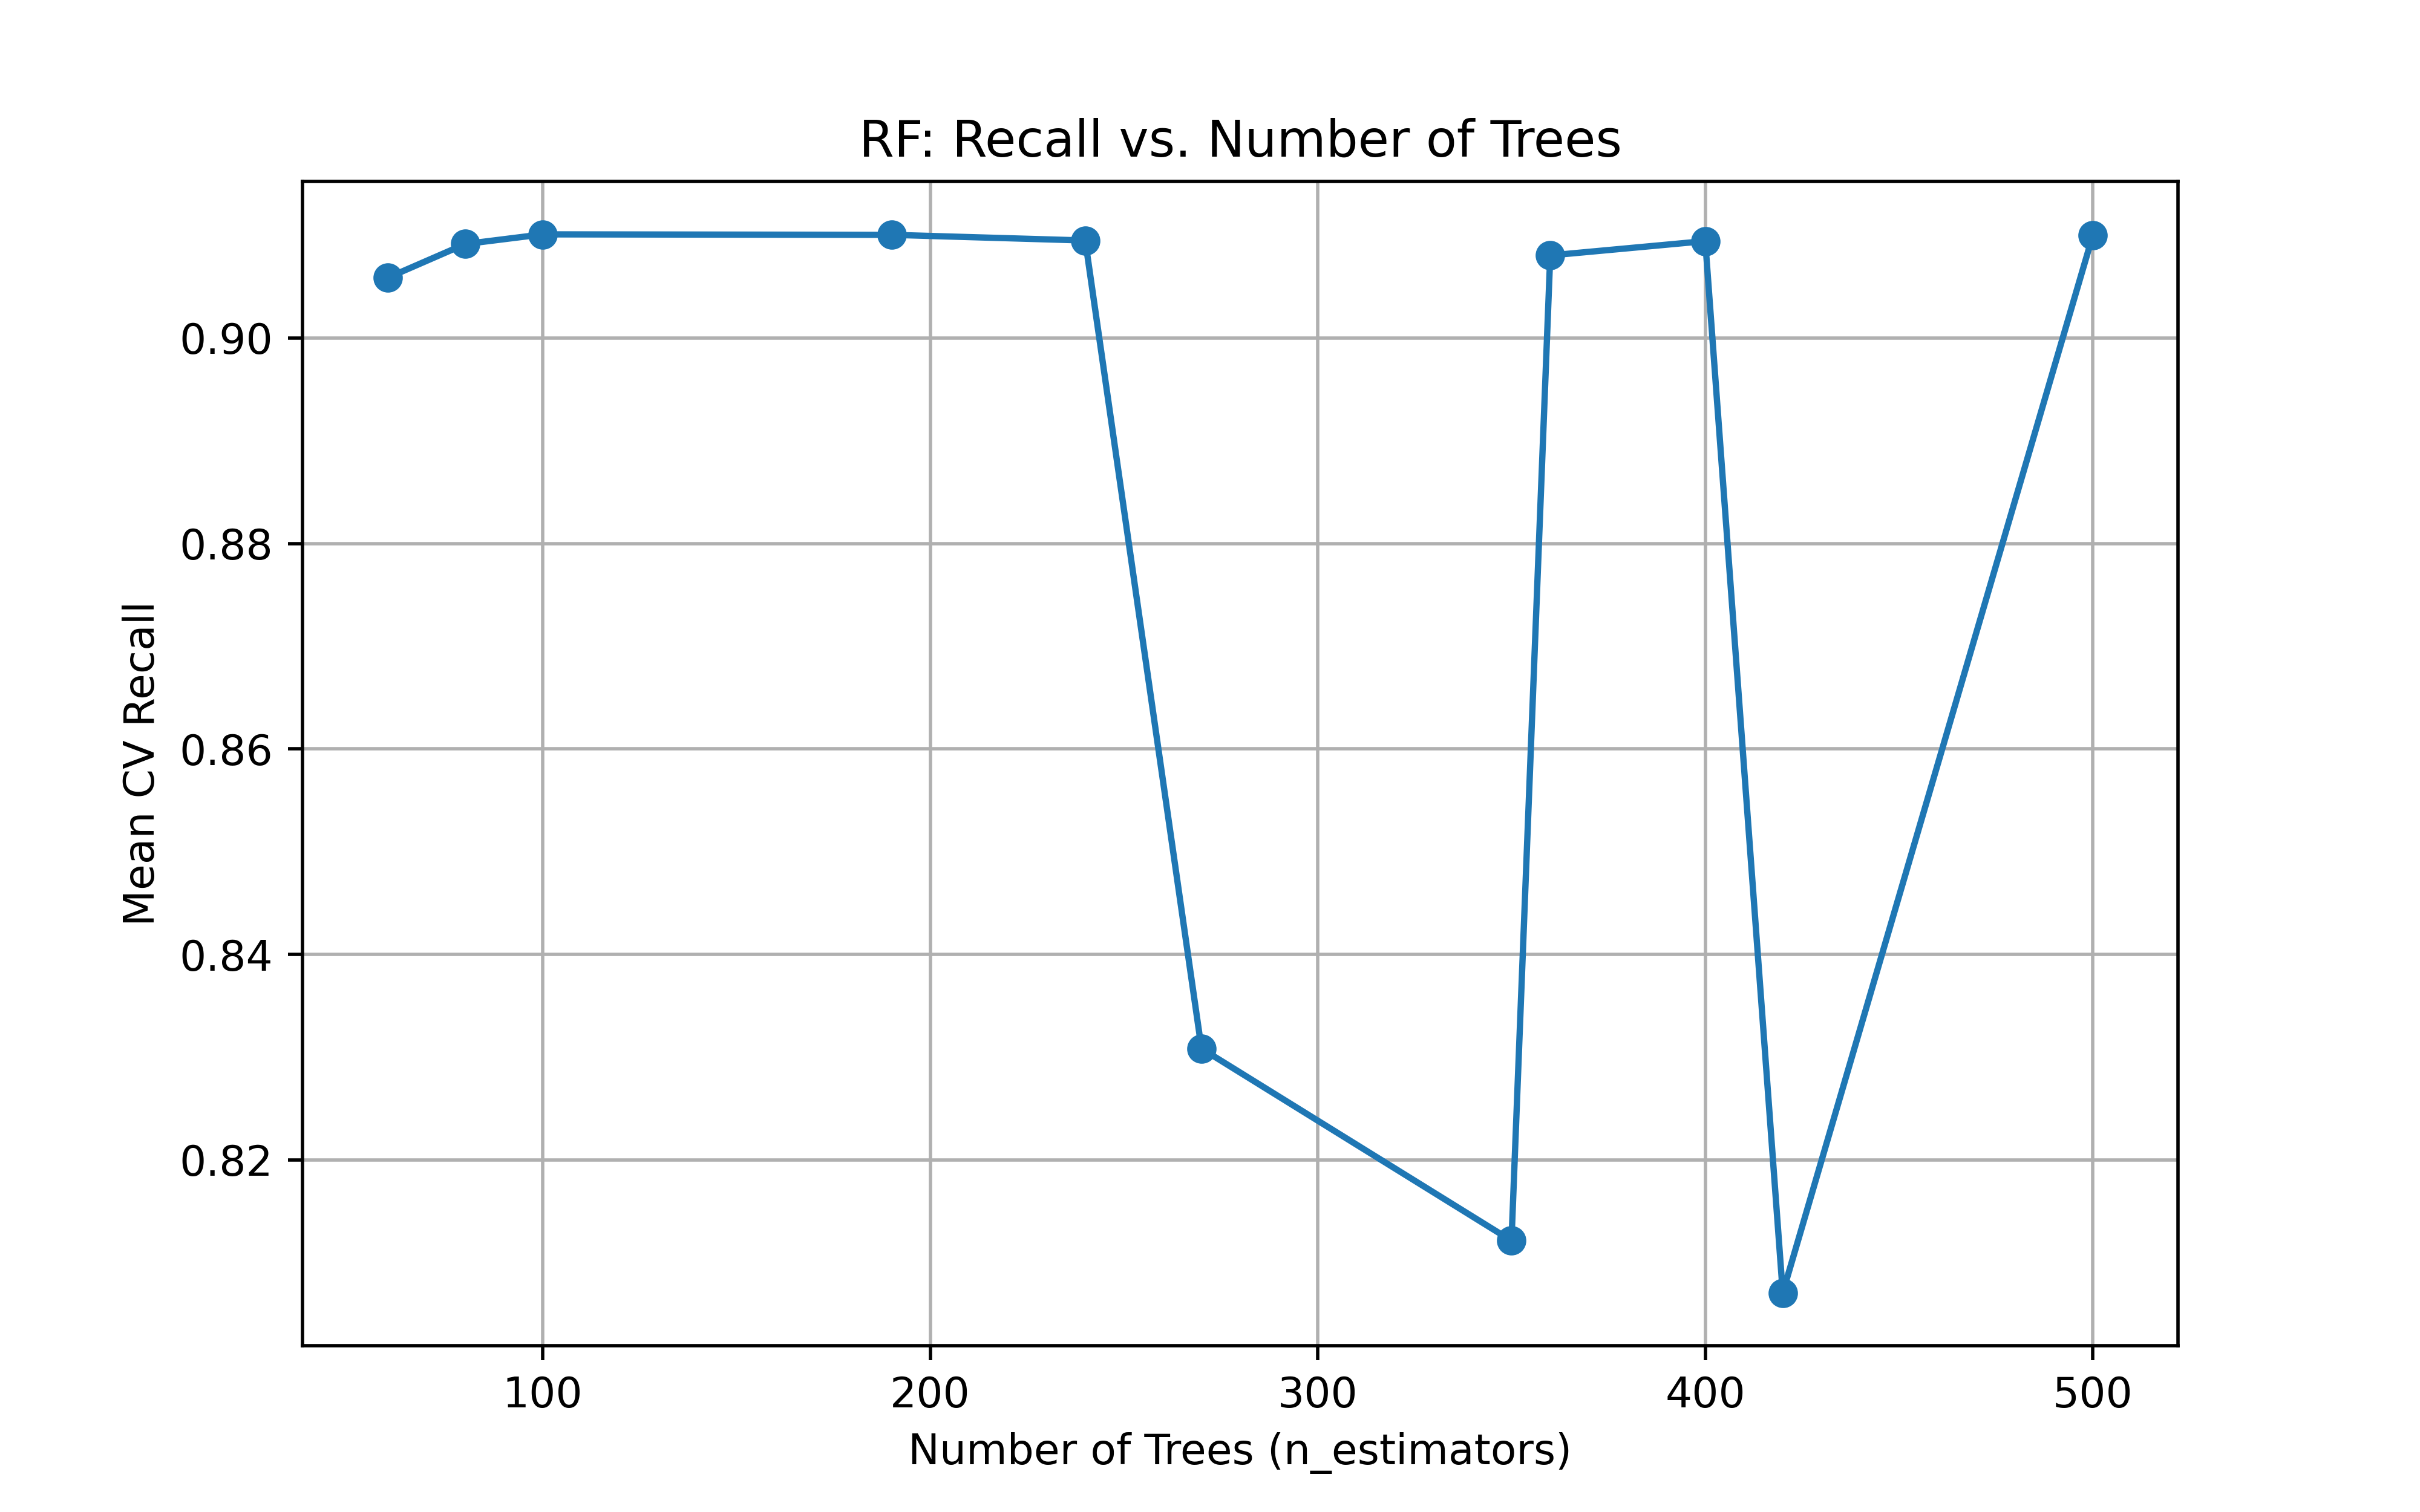 RF: Recall vs. Number of Trees
Mean CV Recall
0.90
0.88
0.86
0.84
0.82
100 200 300 400 500
Number of Trees (n_estimators)